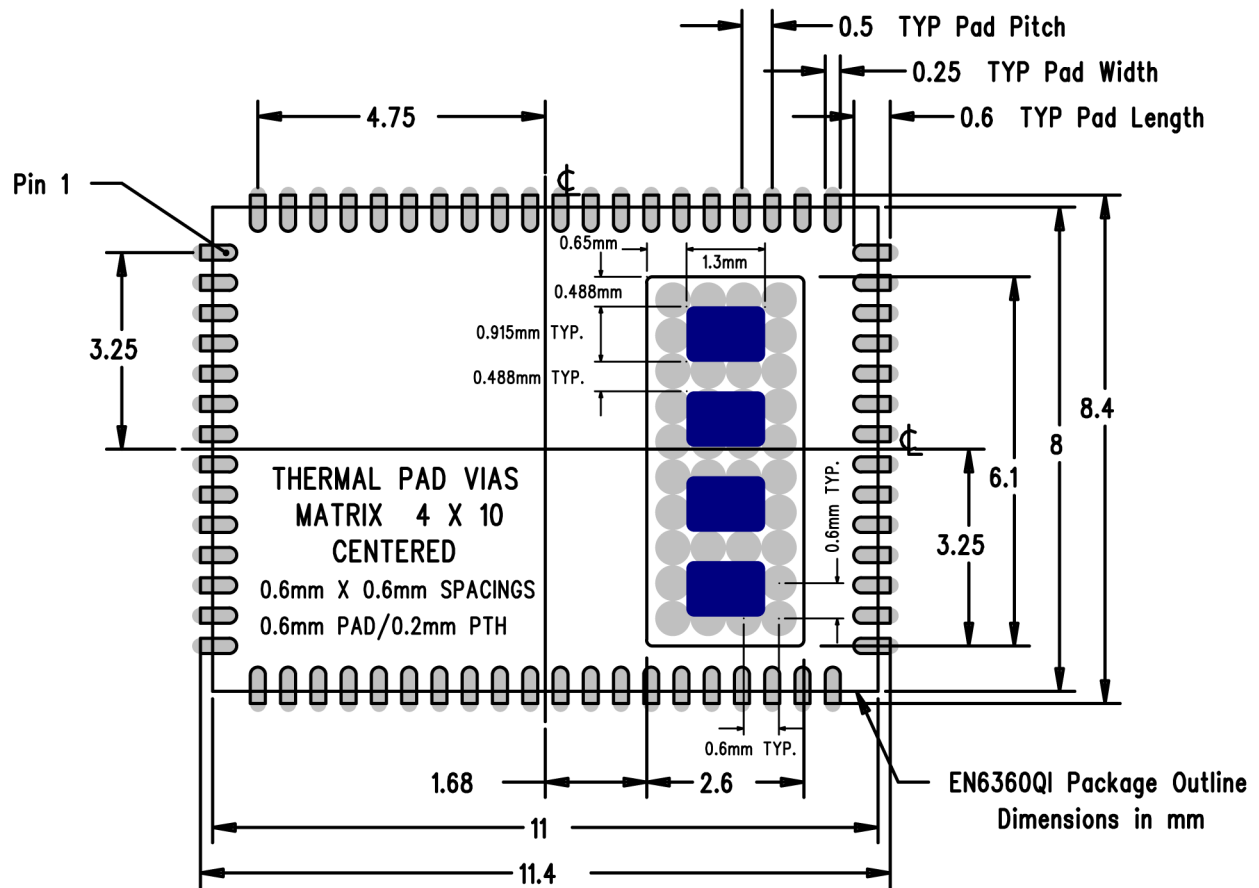 0.5 TYP Pad Pitch
0.25 TYP Pad Width
4.75
0.6 TYP Pad Length
℄
Pin 1
0.65mm
1.3mm
0.488mm
0.915mm TYP.
3.25
0.488mm TYP.
8.4
℄
8
6.1
THERMAL PAD VIAS
MATRIX 4 X 10
CENTERED
0.6mm X 0.6mm SPACINGS
0.6mm PAD/0.2mm PTH
0.6mm TYP.
3.25
0.6mm TYP.
1.68
2.6
EN6360QI Package Outline
Dimensions in mm
11
11.4